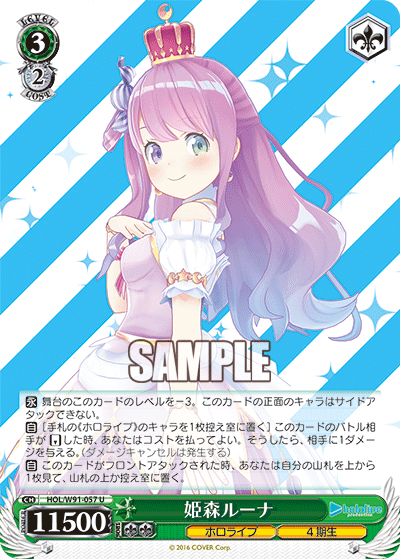 LEVEL
3
2
COST
SAMPLE
永 舞台のこのカードのレベルを－3。このカードの正面のキャラはサイドア
タックできない。
自 ［手札の《ホロライブ》のキャラを1枚控え室に置く］ このカードのバトル相
手が した時、あなたはコストを払ってよい。そうしたら、相手に1ダメー
ジを与える。（ダメージキャンセルは発生する）
自 このカードがフロントアタックされた時、あなたは自分の山札を上から
1枚見て、山札の上か控え室に置く。
CH HOL/W91-057 U
姫森ルーナ
hololive
11500
ホロライブ
4期生
© 2016 COVER Corp.